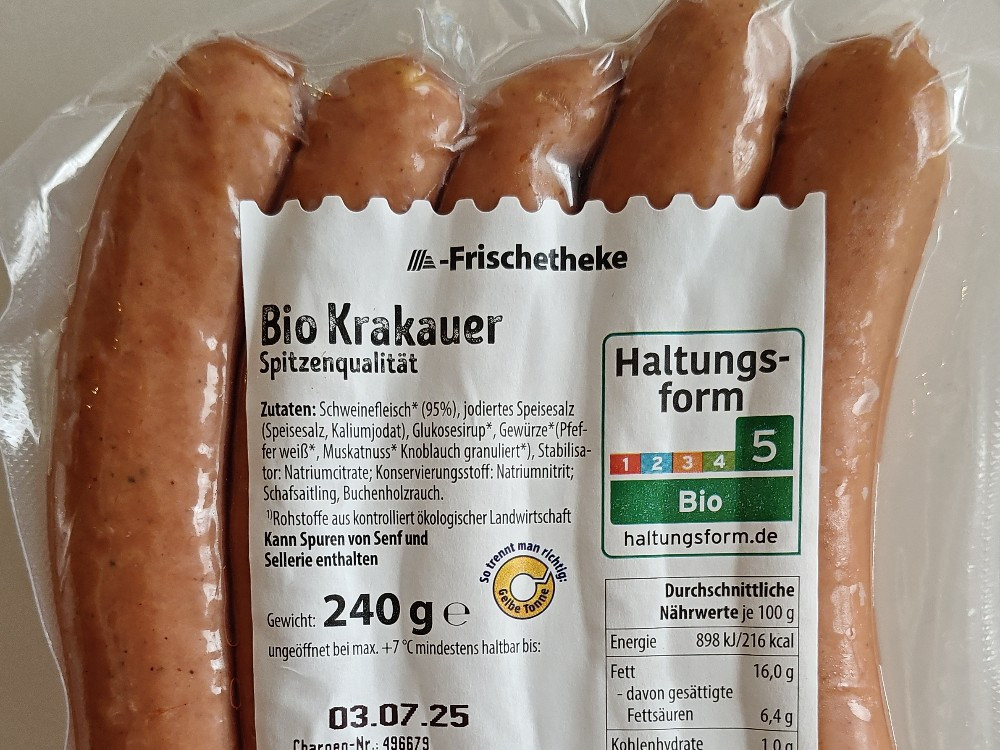 -Frischetheke
Bio Krakauer
Spitzenqualität
Zutaten: Schweinefleisch* (95%), jodiertes Speisesalz
(Speisesalz, Kaliumjodat), Glukosesirup*, Gewürze*(Pfef-
fer weiß*, Muskatnuss* Knoblauch granuliert*), Stabilisa-
tor: Natriumcitrate; Konservierungsstoff: Natriumnitrit;
Schafsaitling, Buchenholzrauch.
¹⁾Rohstoffe aus kontrolliert ökologischer Landwirtschaft
Kann Spuren von Senf und
Sellerie enthalten
So trennt man richtig:
Gelbe Tonne
Gewicht: 240 g ℮
ungeöffnet bei max. +7 °C mindestens haltbar bis:
03.07.25
Chargen-Nr.: 496679
Haltungs-
form
1 2 3 4 5
Bio
haltungsform.de
Durchschnittliche
Nährwerte je 100 g
Energie 898 kJ/216 kcal
Fett 16,0 g
- davon gesättigte
Fettsäuren 6,4 g
Kohlenhydrate 1,0 g